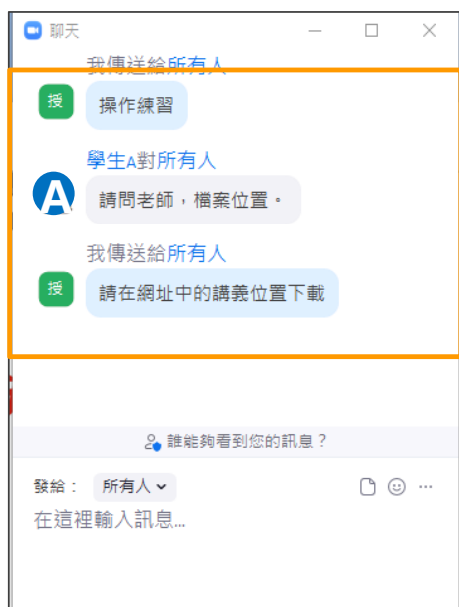 聊天
我傳送給所有人
授
操作練習
學生A對所有人
A
請問老師，檔案位置。
我傳送給所有人
授
請在網址中的講義位置下載
誰能夠看到您的訊息？
發給： 所有人
在這裡輸入訊息...